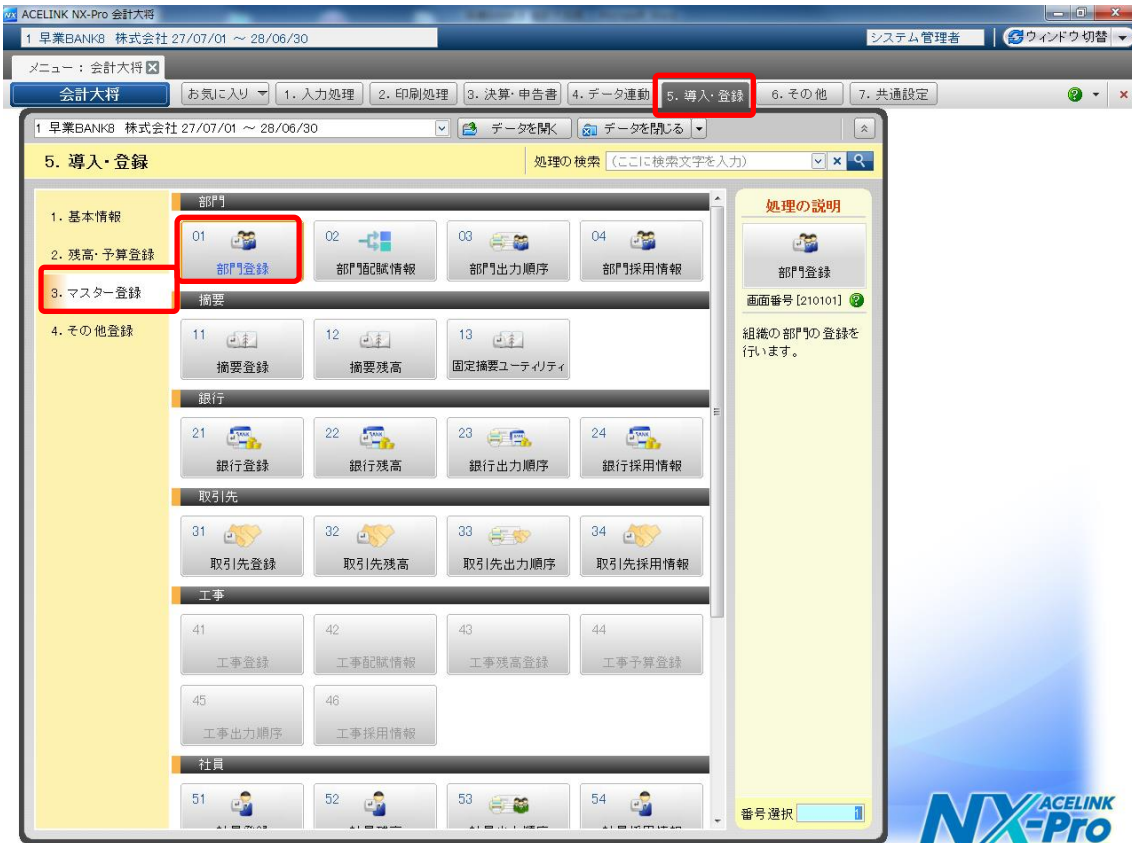 ACELINK NX-Pro 会計大将
1 早業BANK8 株式会社 27/07/01 ～ 28/06/30
システム管理者
ウィンドウ切替
メニュー : 会計大将
会計大将
お気に入り
1. 入力処理
2. 印刷処理
3. 決算・申告書
4. データ連動
5. 導入・登録
6. その他
7. 共通設定
1 早業BANK8 株式会社 27/07/01 ～ 28/06/30
データを開く
データを閉じる
5. 導入・登録
処理の検索
(ここに検索文字を入力)
1. 基本情報
2. 残高・予算登録
3. マスター登録
4. その他登録
部門
01
部門登録
02
部門配賦情報
03
部門出力順序
04
部門採用情報
摘要
11
摘要登録
12
摘要残高
13
固定摘要ユーティリティ
銀行
21
銀行登録
22
銀行残高
23
銀行出力順序
24
銀行採用情報
取引先
31
取引先登録
32
取引先残高
33
取引先出力順序
34
取引先採用情報
工事
41
工事登録
42
工事配賦情報
43
工事残高登録
44
工事予算登録
45
工事出力順序
46
工事採用情報
社員
51
52
53
54
処理の説明
部門登録
画面番号 [210101]
組織の部門の登録を
行います。
番号選択
1
ACELINK
NX-Pro